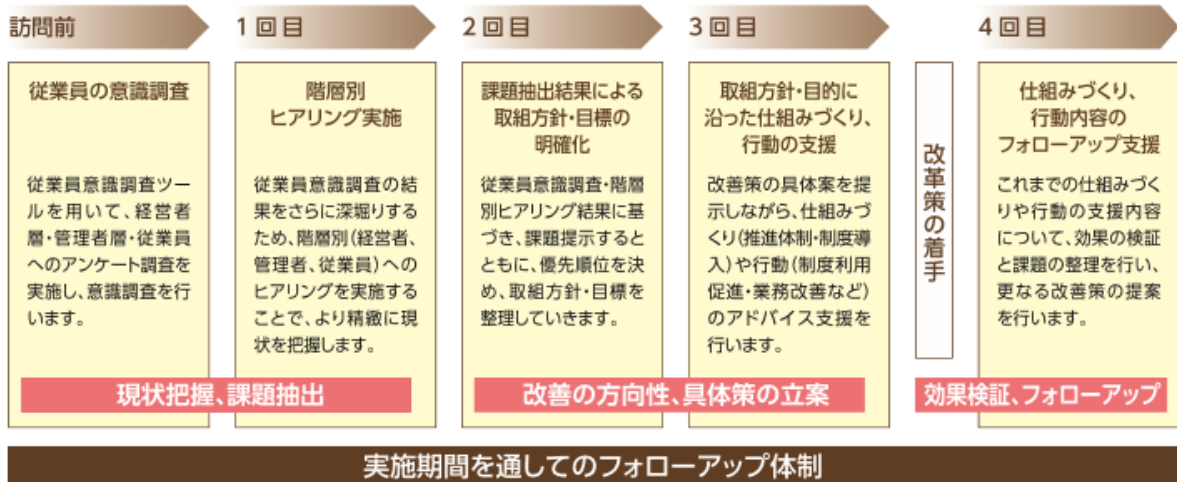 訪問前
従業員の意識調査
従業員意識調査ツー
ルを用いて、経営者
層・管理者層・従業員
へのアンケート調査を
実施し、意識調査を行
います。
1回目
階層別
ヒアリング実施
従業員意識調査の結
果をさらに深堀りする
ため、階層別(経営者、
管理者、従業員)への
ヒアリングを実施する
ことで、より精緻に現
状を把握します。
現状把握、課題抽出
2回目
課題抽出結果による
取組方針・目標の
明確化
従業員意識調査・階層
別ヒアリング結果に基
づき、課題提示すると
ともに、優先順位を決
め、取組方針・目標を
整理していきます。
3回目
取組方針・目的に
沿った仕組みづくり、
行動の支援
改善策の具体案を提
示しながら、仕組みづ
くり(推進体制・制度導
入)や行動(制度利用
促進・業務改善など)
のアドバイス支援を
行います。
改善の方向性、具体策の立案
改革策の着手
4回目
仕組みづくり、
行動内容の
フォローアップ支援
これまでの仕組みづく
りや行動の支援内容
について、効果の検証
と課題の整理を行い、
更なる改善策の提案
を行います。
効果検証、フォローアップ
実施期間を通してのフォローアップ体制